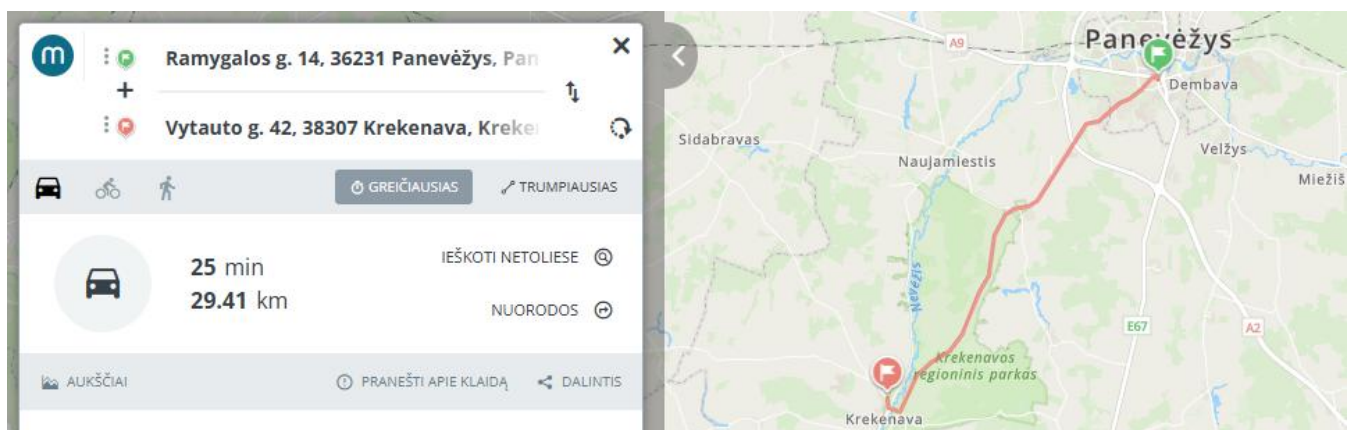 m
Ramygalos g. 14, 36231 Panevėžys, Pan
Vytauto g. 42, 38307 Krekenava, Kreke
GREIČIAUSIAS
TRUMPIAUSIAS
25 min
29.41 km
IEŠKOTI NETOLIESE
NUORODOS
AUKŠČIAI
PRANEŠTI APIE KLAIDĄ
DALINTIS
A9
Panevėžys
Dembava
Sidabravas
Naujamiestis
Velžys
Miežiš
Nevėžis
E67
A2
Krekenavos
regioninis parkas
Krekenava